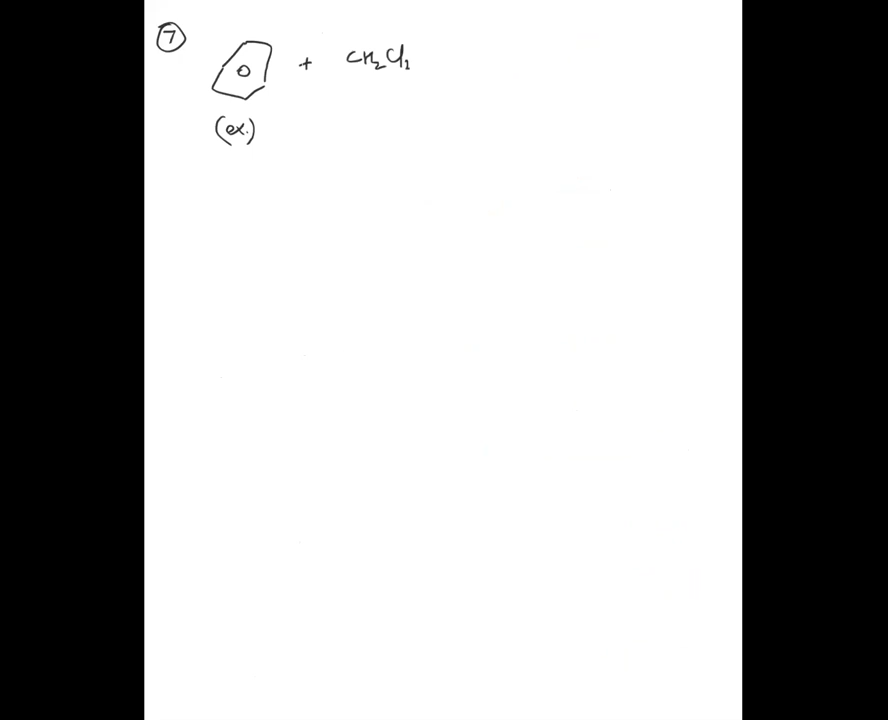 ⑦ + CH₂Cl₂
(ex.)